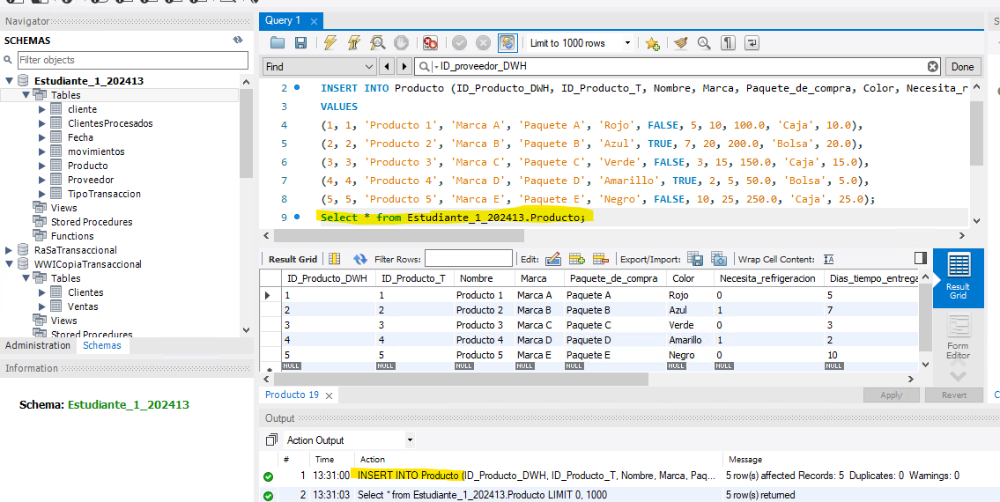 Navigator
Query 1
SCHEMAS
Limit to 1000 rows
Filter objects
Find
ID_proveedor_DWH
Done
Estudiante_1_202413
Tables
cliente
ClientesProcesados
Fecha
movimientos
Producto
Proveedor
TipoTransaccion
Views
Stored Procedures
Functions
RaSaTransaccional
WWICopiaTransaccional
Tables
Clientes
Ventas
Views
Stored Procedures
Administration Schemas
Information
Schema: Estudiante_1_202413
2 INSERT INTO Producto (ID_Producto_DWH, ID_Producto_T, Nombre, Marca, Paquete_de_compra, Color, Necesita_r
3 VALUES
4 (1, 1, 'Producto 1', 'Marca A', 'Paquete A', 'Rojo', FALSE, 5, 10, 100.0, 'Caja', 10.0),
5 (2, 2, 'Producto 2', 'Marca B', 'Paquete B', 'Azul', TRUE, 7, 20, 200.0, 'Bolsa', 20.0),
6 (3, 3, 'Producto 3', 'Marca C', 'Paquete C', 'Verde', FALSE, 3, 15, 150.0, 'Caja', 15.0),
7 (4, 4, 'Producto 4', 'Marca D', 'Paquete D', 'Amarillo', TRUE, 2, 5, 50.0, 'Bolsa', 5.0),
8 (5, 5, 'Producto 5', 'Marca E', 'Paquete E', 'Negro', FALSE, 10, 25, 250.0, 'Caja', 25.0);
9 Select * from Estudiante_1_202413.Producto;
Result Grid Filter Rows: Edit: Export/Import: Wrap Cell Content:
ID_Producto_DWH ID_Producto_T Nombre Marca Paquete_de_compra Color Necesita_refrigeracion Dias_tiempo_entrega
1 1 Producto 1 Marca A Paquete A Rojo 0 5
2 2 Producto 2 Marca B Paquete B Azul 1 7
3 3 Producto 3 Marca C Paquete C Verde 0 3
4 4 Producto 4 Marca D Paquete D Amarillo 1 2
5 5 Producto 5 Marca E Paquete E Negro 0 10
NULL NULL NULL NULL NULL NULL NULL NULL
Result Grid
Form Editor
Producto 19
Apply Revert
Output
Action Output
# Time Action Message
1 13:31:00 INSERT INTO Producto (ID_Producto_DWH, ID_Producto_T, Nombre, Marca, Paq... 5 row(s) affected Records: 5 Duplicates: 0 Warnings: 0
2 13:31:03 Select * from Estudiante_1_202413.Producto LIMIT 0, 1000 5 row(s) returned